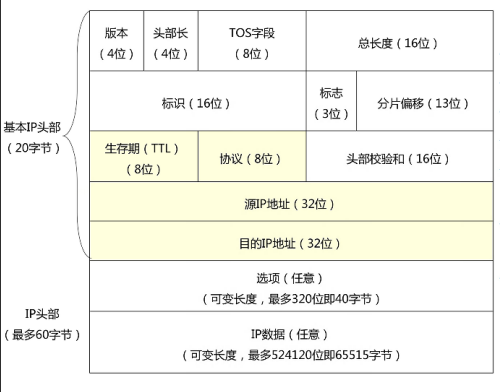 版本
（4位）
头部长
（4位）
TOS字段
（8位）
总长度（16位）
标识（16位）
标志
（3位）
分片偏移（13位）
基本IP头部
（20字节）
生存期（TTL）
（8位）
协议（8位）
头部校验和（16位）
源IP地址（32位）
目的IP地址（32位）
选项（任意）
（可变长度，最多320位即40字节）
IP头部
（最多60字节）
IP数据（任意）
（可变长度，最多524120位即65515字节）